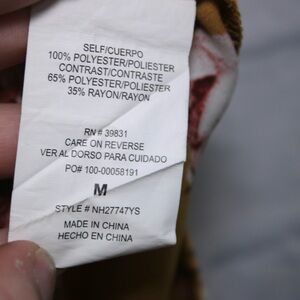 SELF/CUERPO
100% POLYESTER/POLIESTER
CONTRAST/CONTRASTE
65% POLYESTER/POLIESTER
35% RAYON/RAYON
RN # 39831
CARE ON REVERSE
VER AL DORSO PARA CUIDADO
PO# 100-00058191
M
STYLE # NH27747YS
MADE IN CHINA
HECHO EN CHINA